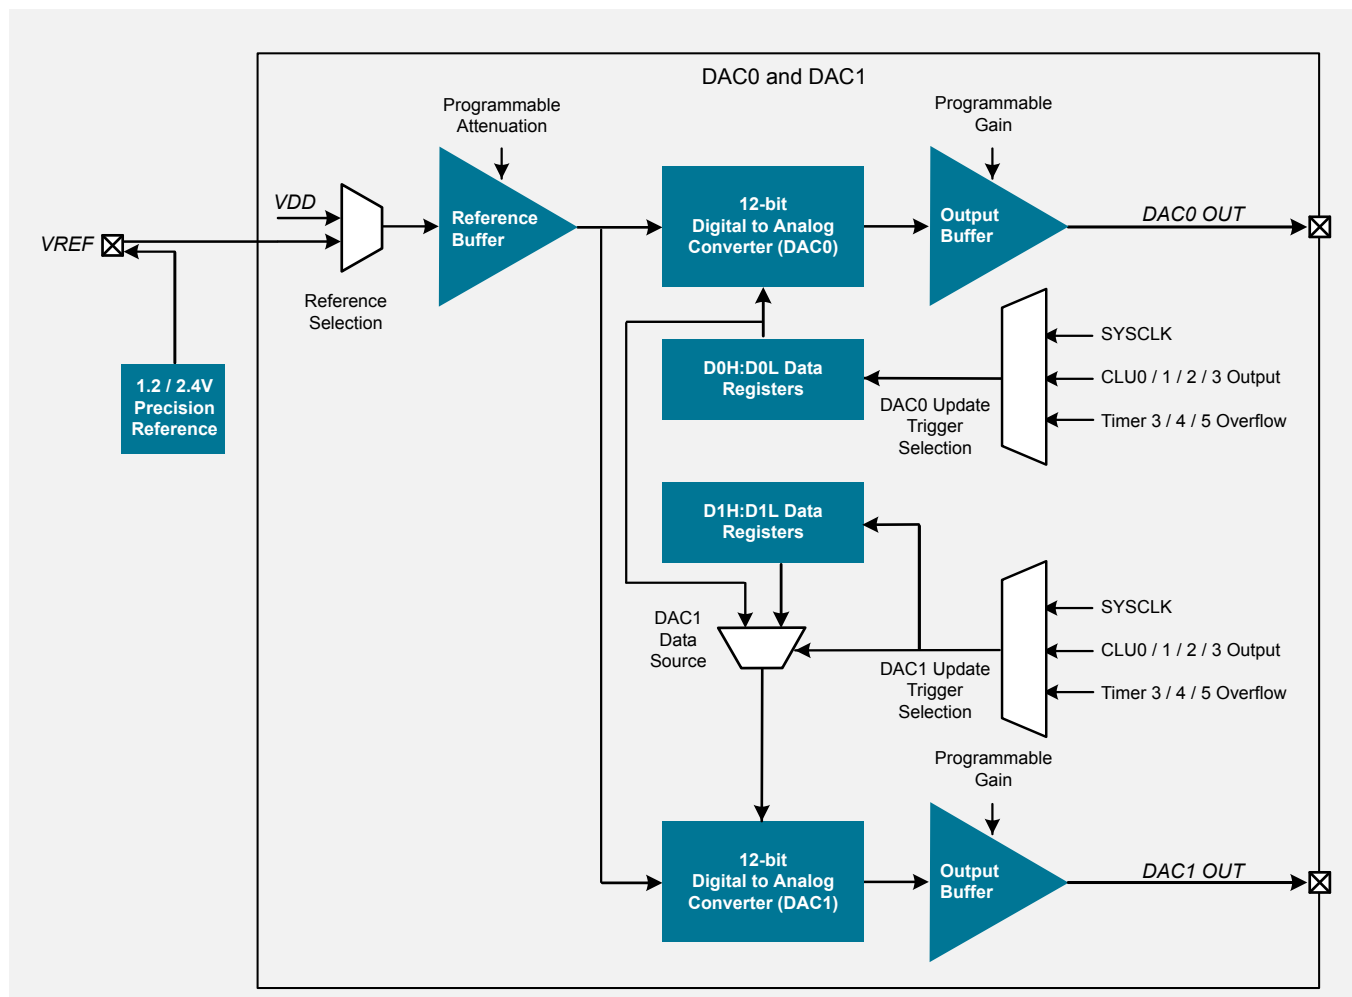 DAC0 and DAC1
Programmable
Attenuation
Programmable
Gain
VDD
VREF
Reference
Selection
Reference
Buffer
12-bit
Digital to Analog
Converter (DAC0)
Output
Buffer
DAC0 OUT
1.2 / 2.4V
Precision
Reference
D0H:D0L Data
Registers
DAC0 Update
Trigger
Selection
SYSCLK
CLU0 / 1 / 2 / 3 Output
Timer 3 / 4 / 5 Overflow
D1H:D1L Data
Registers
DAC1
Data
Source
DAC1 Update
Trigger
Selection
SYSCLK
CLU0 / 1 / 2 / 3 Output
Timer 3 / 4 / 5 Overflow
Programmable
Gain
12-bit
Digital to Analog
Converter (DAC1)
Output
Buffer
DAC1 OUT